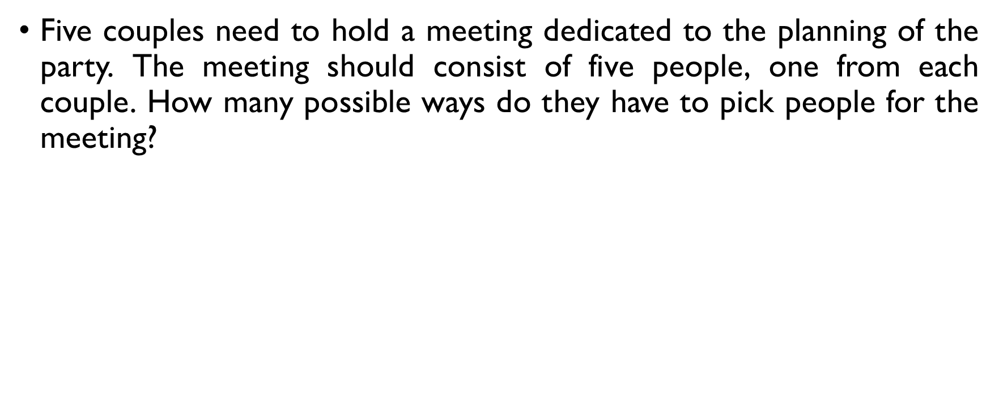 • Five couples need to hold a meeting dedicated to the planning of the
party. The meeting should consist of five people, one from each
couple. How many possible ways do they have to pick people for the
meeting?